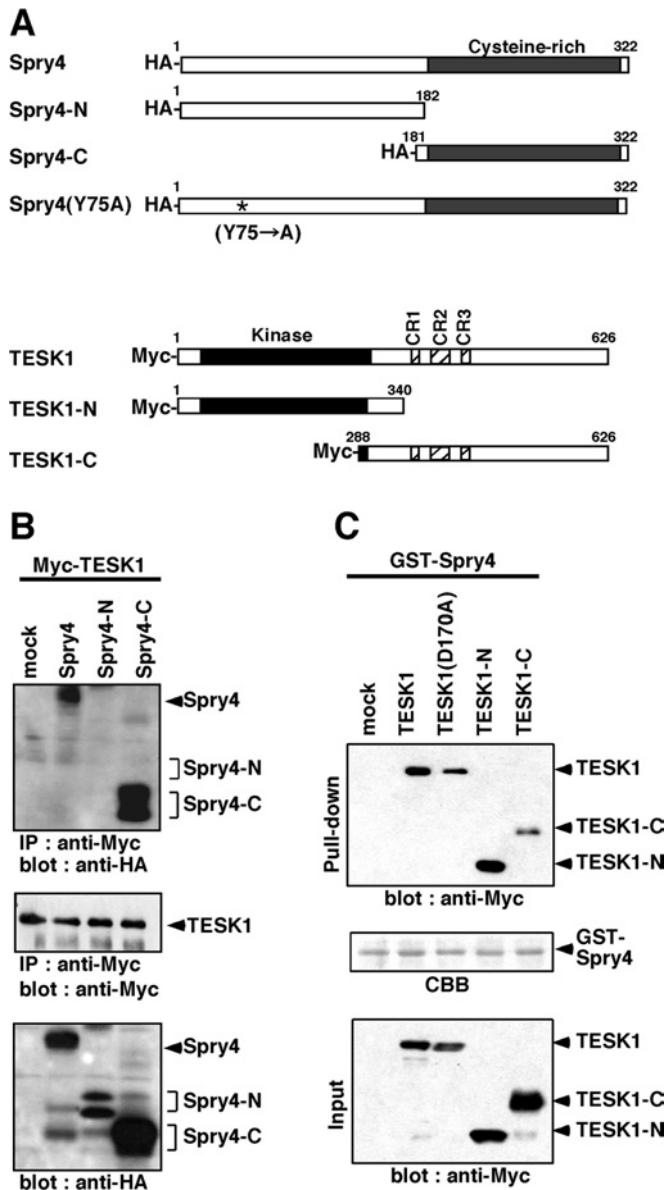 A
Cysteine-rich
1
322
Spry4
HA-
1
182
Spry4-N
HA-
181
322
Spry4-C
HA-
1
322
Spry4(Y75A)
HA-
*
(Y75→A)
CR1
CR2
CR3
1
Kinase
626
TESK1
Myc-
1
340
TESK1-N
Myc-
288
626
TESK1-C
Myc-
B
Myc-TESK1
mock
Spry4
Spry4-N
Spry4-C
Spry4
Spry4-N
Spry4-C
IP : anti-Myc
blot : anti-HA
TESK1
IP : anti-Myc
blot : anti-Myc
Spry4
Spry4-N
Spry4-C
blot : anti-HA
C
GST-Spry4
mock
TESK1
TESK1(D170A)
TESK1-N
TESK1-C
Pull-down
TESK1
TESK1-C
TESK1-N
blot : anti-Myc
GST-
Spry4
CBB
Input
TESK1
TESK1-C
TESK1-N
blot : anti-Myc